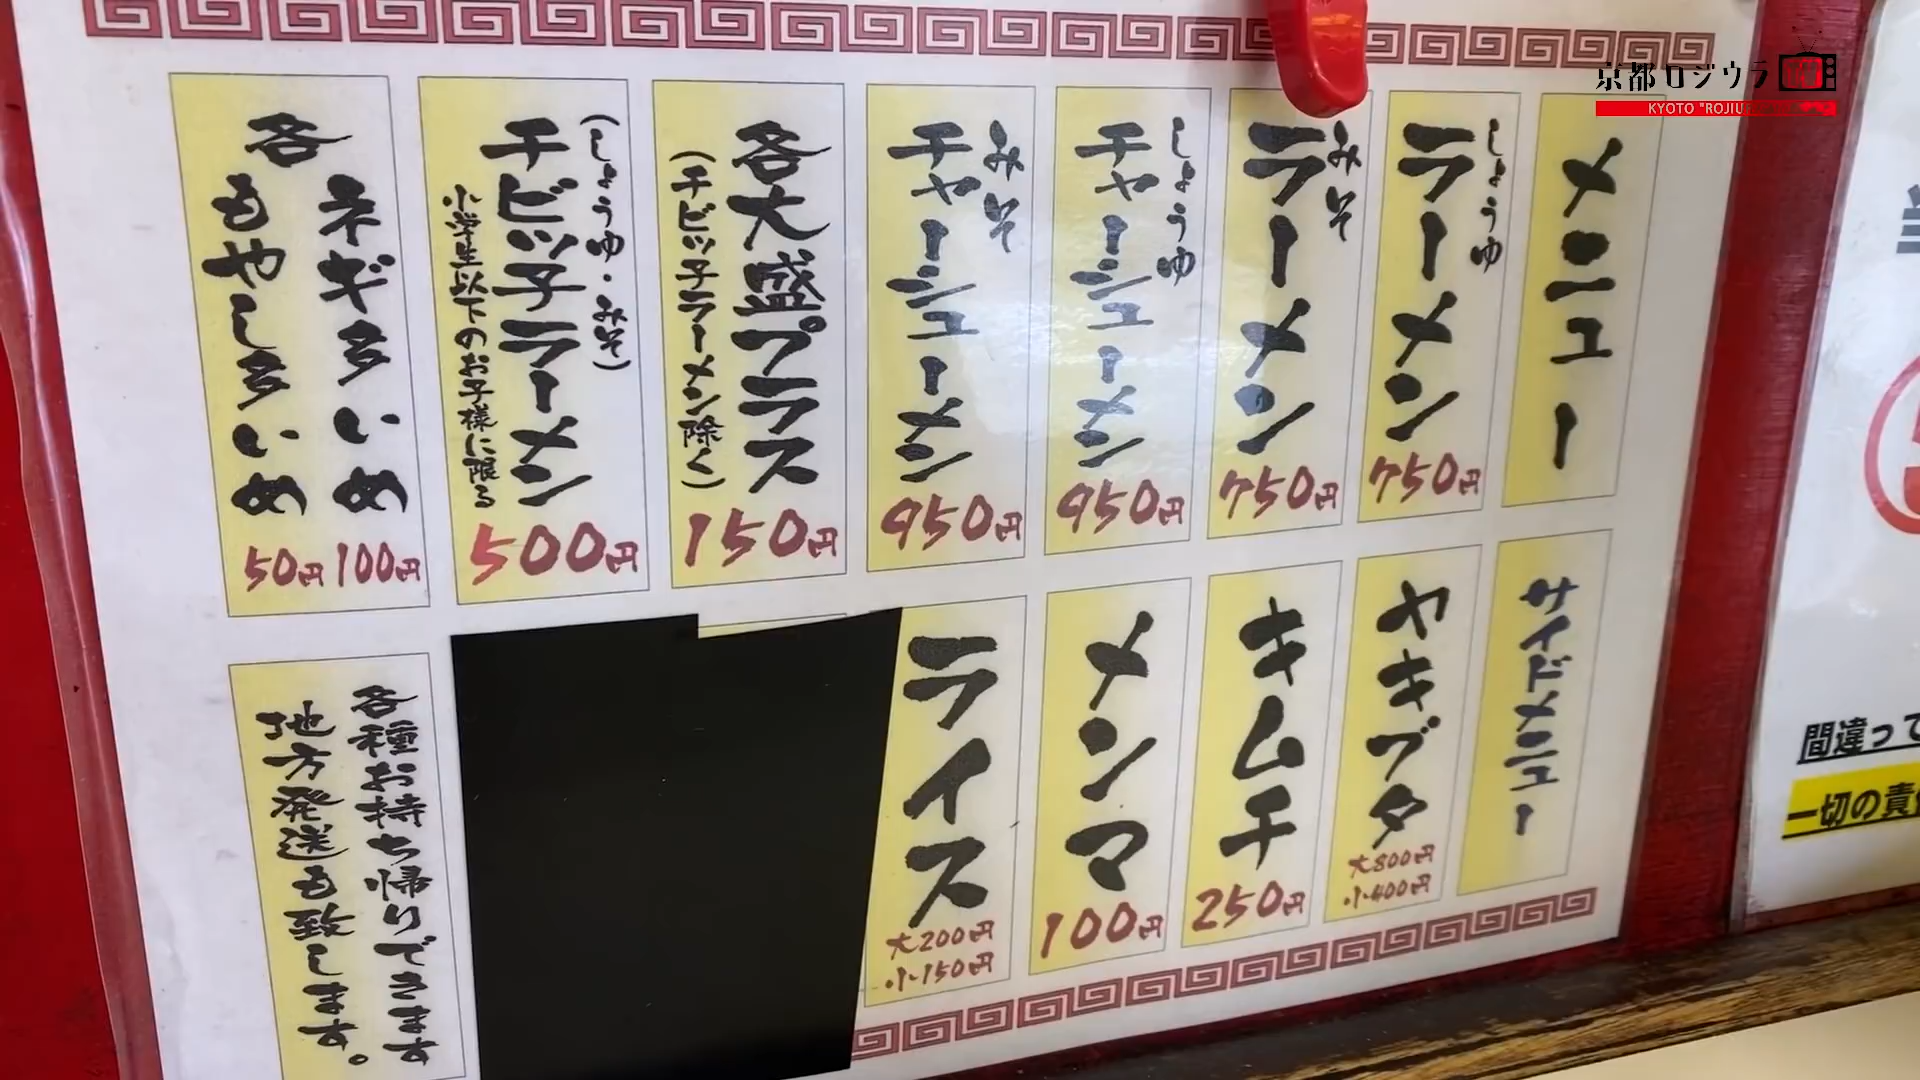 京都ロジウラ
メニュー
しょうゆ
ラーメン
750円
みそ
ラーメン
750円
しょうゆ
チャーシューメン
950円
みそ
チャーシューメン
950円
各大盛プラス
(チビッ子ラーメン除く)
150円
(しょうゆ・みそ)
チビッ子ラーメン
小学生以下のお子様に限る
500円
各
ネギ多いめ
100円
もやし多いめ
50円
サイドメニュー
ヤキブタ
大800円
小400円
キムチ
250円
メンマ
100円
ライス
大200円
小150円
各種お持ち帰りできます
地方発送も致します。
間違って
一切の責